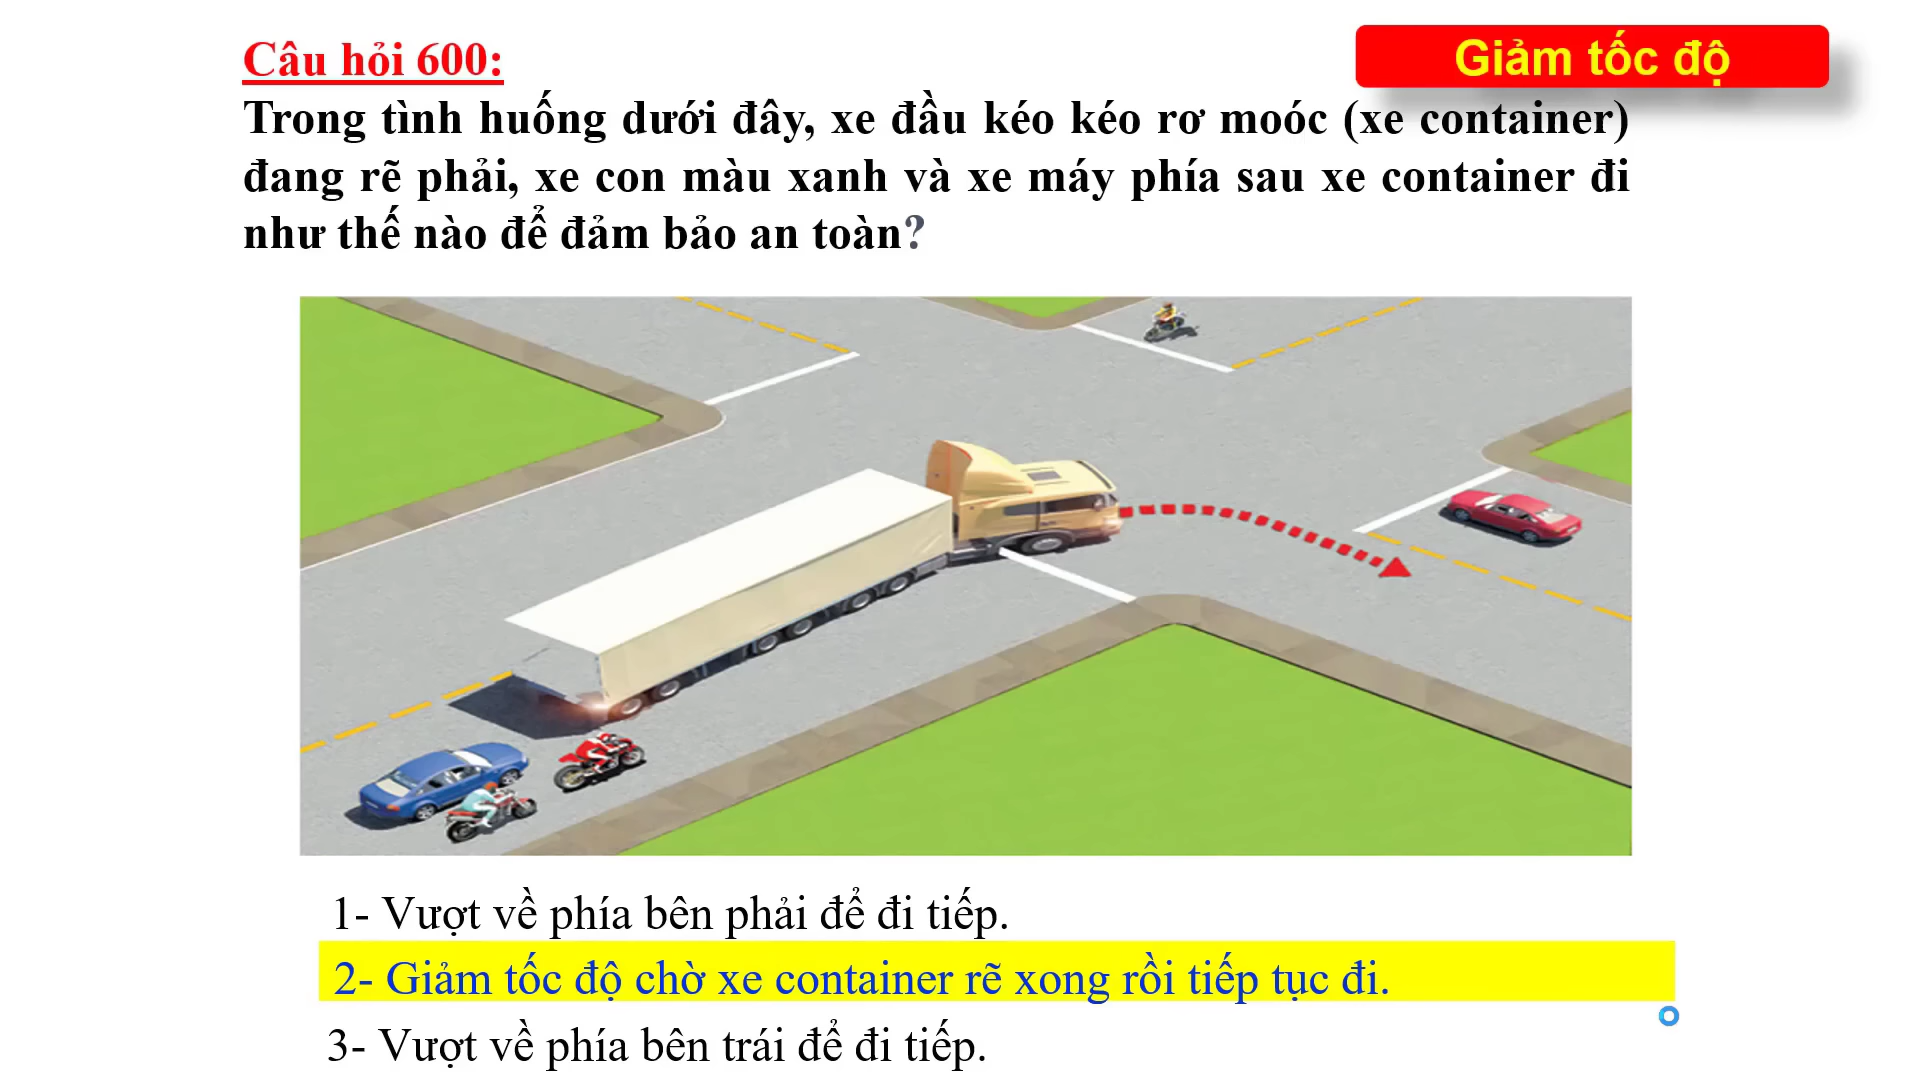 Câu hỏi 600:
Giảm tốc độ
Trong tình huống dưới đây, xe đầu kéo kéo rơ moóc (xe container)
đang rẽ phải, xe con màu xanh và xe máy phía sau xe container đi
như thế nào để đảm bảo an toàn?
1- Vượt về phía bên phải để đi tiếp.
2- Giảm tốc độ chờ xe container rẽ xong rồi tiếp tục đi.
3- Vượt về phía bên trái để đi tiếp.